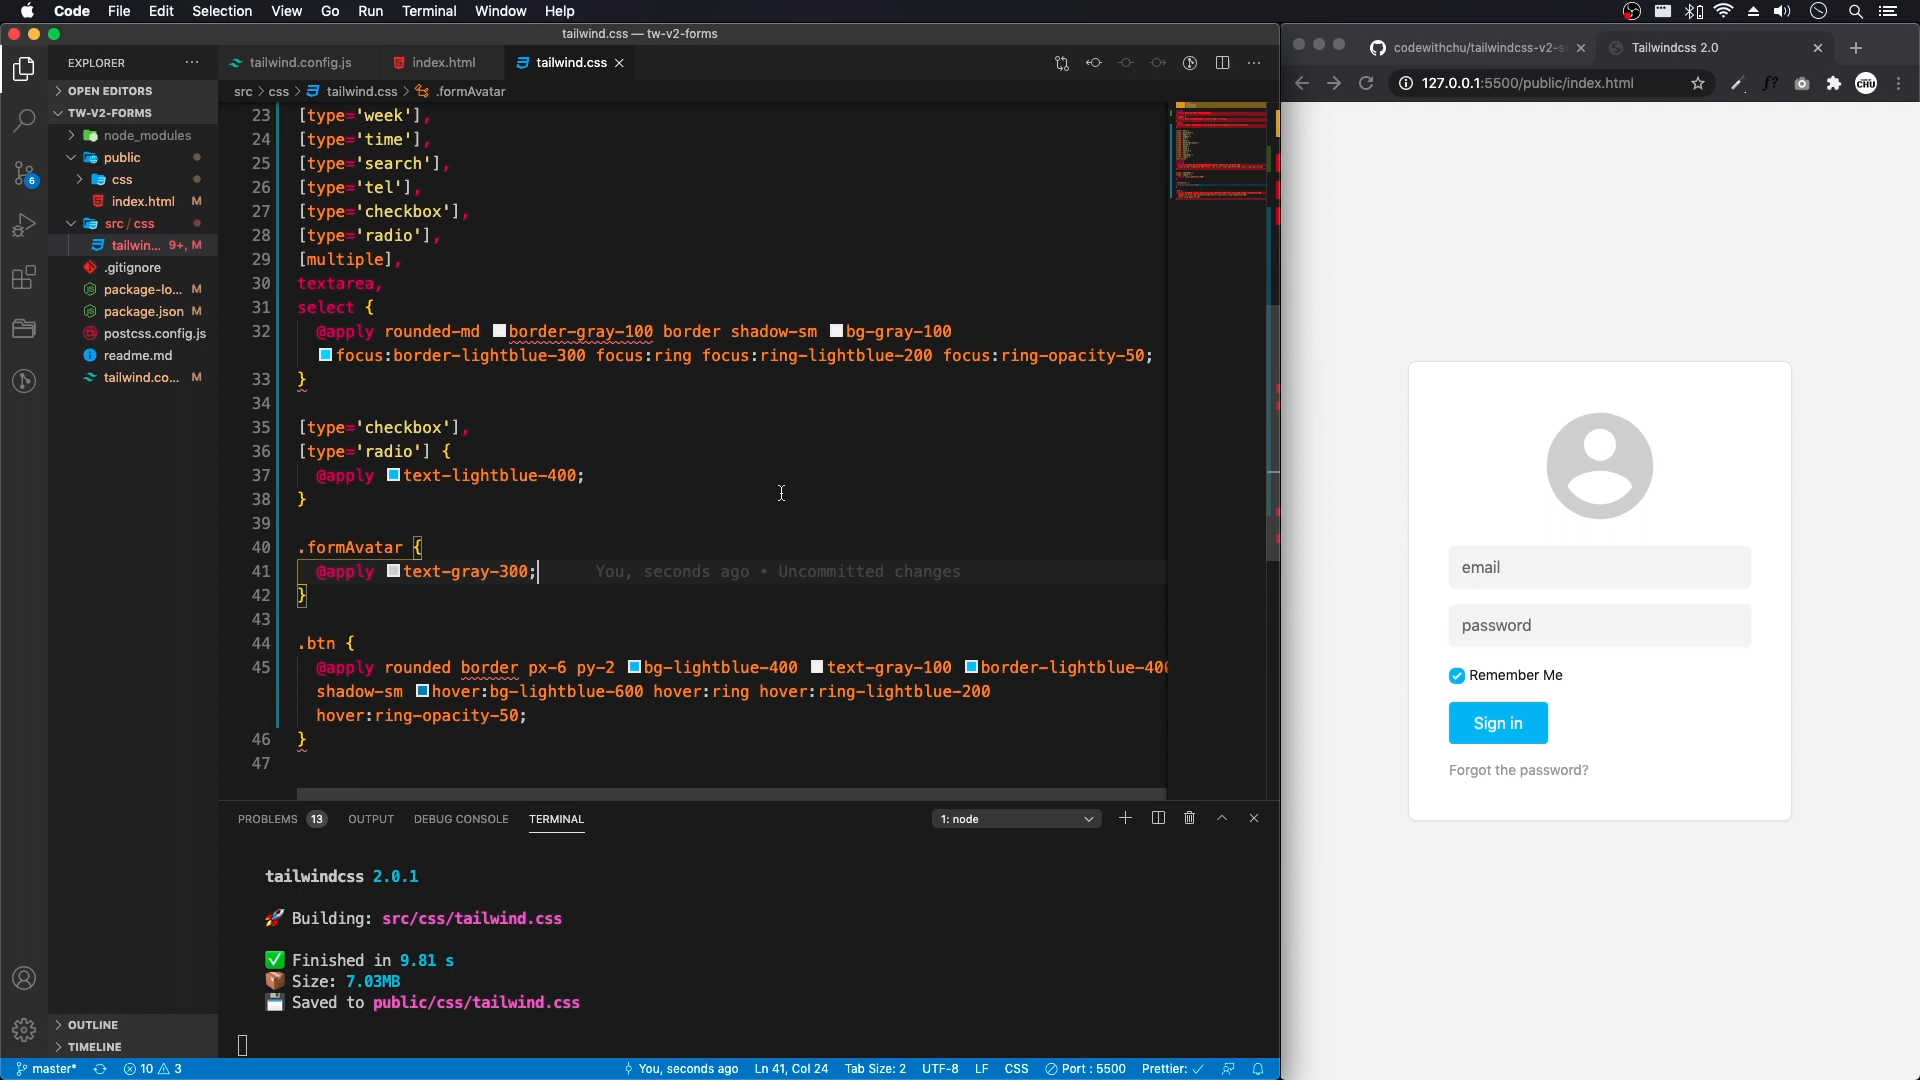 Code File Edit Selection View Go Run Terminal Window Help
tailwind.css — tw-v2-forms
EXPLORER
OPEN EDITORS
TW-V2-FORMS
node_modules
public
css
index.html M
src / css
tailwin... 9+, M
.gitignore
package-lo... M
package.json M
postcss.config.js
readme.md
tailwind.co... M
OUTLINE
TIMELINE
6
tailwind.config.js
index.html
tailwind.css
src > css > tailwind.css > .formAvatar
23 [type='week'],
24 [type='time'],
25 [type='search'],
26 [type='tel'],
27 [type='checkbox'],
28 [type='radio'],
29 [multiple],
30 textarea,
31 select {
32 @apply rounded-md border-gray-100 border shadow-sm bg-gray-100
focus:border-lightblue-300 focus:ring focus:ring-lightblue-200 focus:ring-opacity-50;
33 }
34
35 [type='checkbox'],
36 [type='radio'] {
37 @apply text-lightblue-400;
38 }
39
40 .formAvatar {
41 @apply text-gray-300; You, seconds ago • Uncommitted changes
42 }
43
44 .btn {
45 @apply rounded border px-6 py-2 bg-lightblue-400 text-gray-100 border-lightblue-400
shadow-sm hover:bg-lightblue-600 hover:ring hover:ring-lightblue-200
hover:ring-opacity-50;
46 }
47
PROBLEMS 13 OUTPUT DEBUG CONSOLE TERMINAL
1: node
tailwindcss 2.0.1
🚀 Building: src/css/tailwind.css
✅ Finished in 9.81 s
📦 Size: 7.03MB
💾 Saved to public/css/tailwind.css
master* 10 3
You, seconds ago Ln 41, Col 24 Tab Size: 2 UTF-8 LF CSS Port : 5500 Prettier: ✓
codewithchu/tailwindcss-v2-s
Tailwindcss 2.0
127.0.0.1:5500/public/index.html
f?
CHU
email
password
Remember Me
Sign in
Forgot the password?